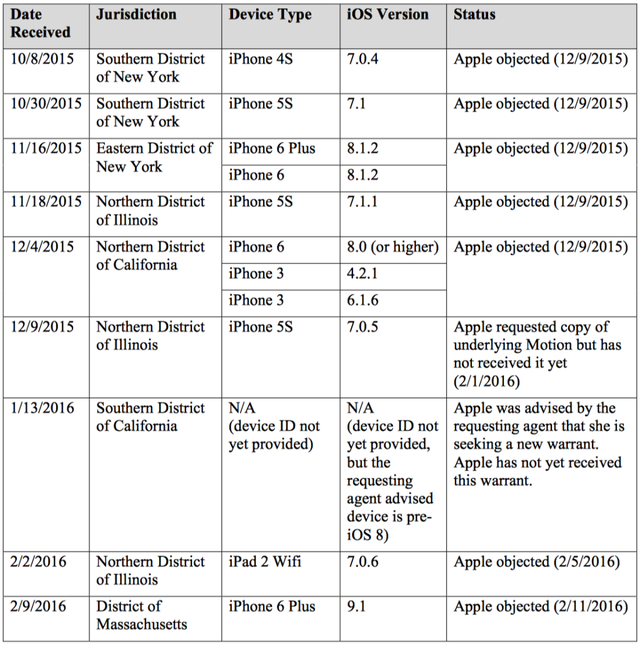 Date Received | Jurisdiction | Device Type | iOS Version | Status
10/8/2015 | Southern District of New York | iPhone 4S | 7.0.4 | Apple objected (12/9/2015)
10/30/2015 | Southern District of New York | iPhone 5S | 7.1 | Apple objected (12/9/2015)
11/16/2015 | Eastern District of New York | iPhone 6 Plus | 8.1.2 | Apple objected (12/9/2015)
iPhone 6 | 8.1.2
11/18/2015 | Northern District of Illinois | iPhone 5S | 7.1.1 | Apple objected (12/9/2015)
12/4/2015 | Northern District of California | iPhone 6 | 8.0 (or higher) | Apple objected (12/9/2015)
iPhone 3 | 4.2.1
iPhone 3 | 6.1.6
12/9/2015 | Northern District of Illinois | iPhone 5S | 7.0.5 | Apple requested copy of underlying Motion but has not received it yet (2/1/2016)
1/13/2016 | Southern District of California | N/A (device ID not yet provided) | N/A (device ID not yet provided, but the requesting agent advised device is pre-iOS 8) | Apple was advised by the requesting agent that she is seeking a new warrant. Apple has not yet received this warrant.
2/2/2016 | Northern District of Illinois | iPad 2 Wifi | 7.0.6 | Apple objected (2/5/2016)
2/9/2016 | District of Massachusetts | iPhone 6 Plus | 9.1 | Apple objected (2/11/2016)